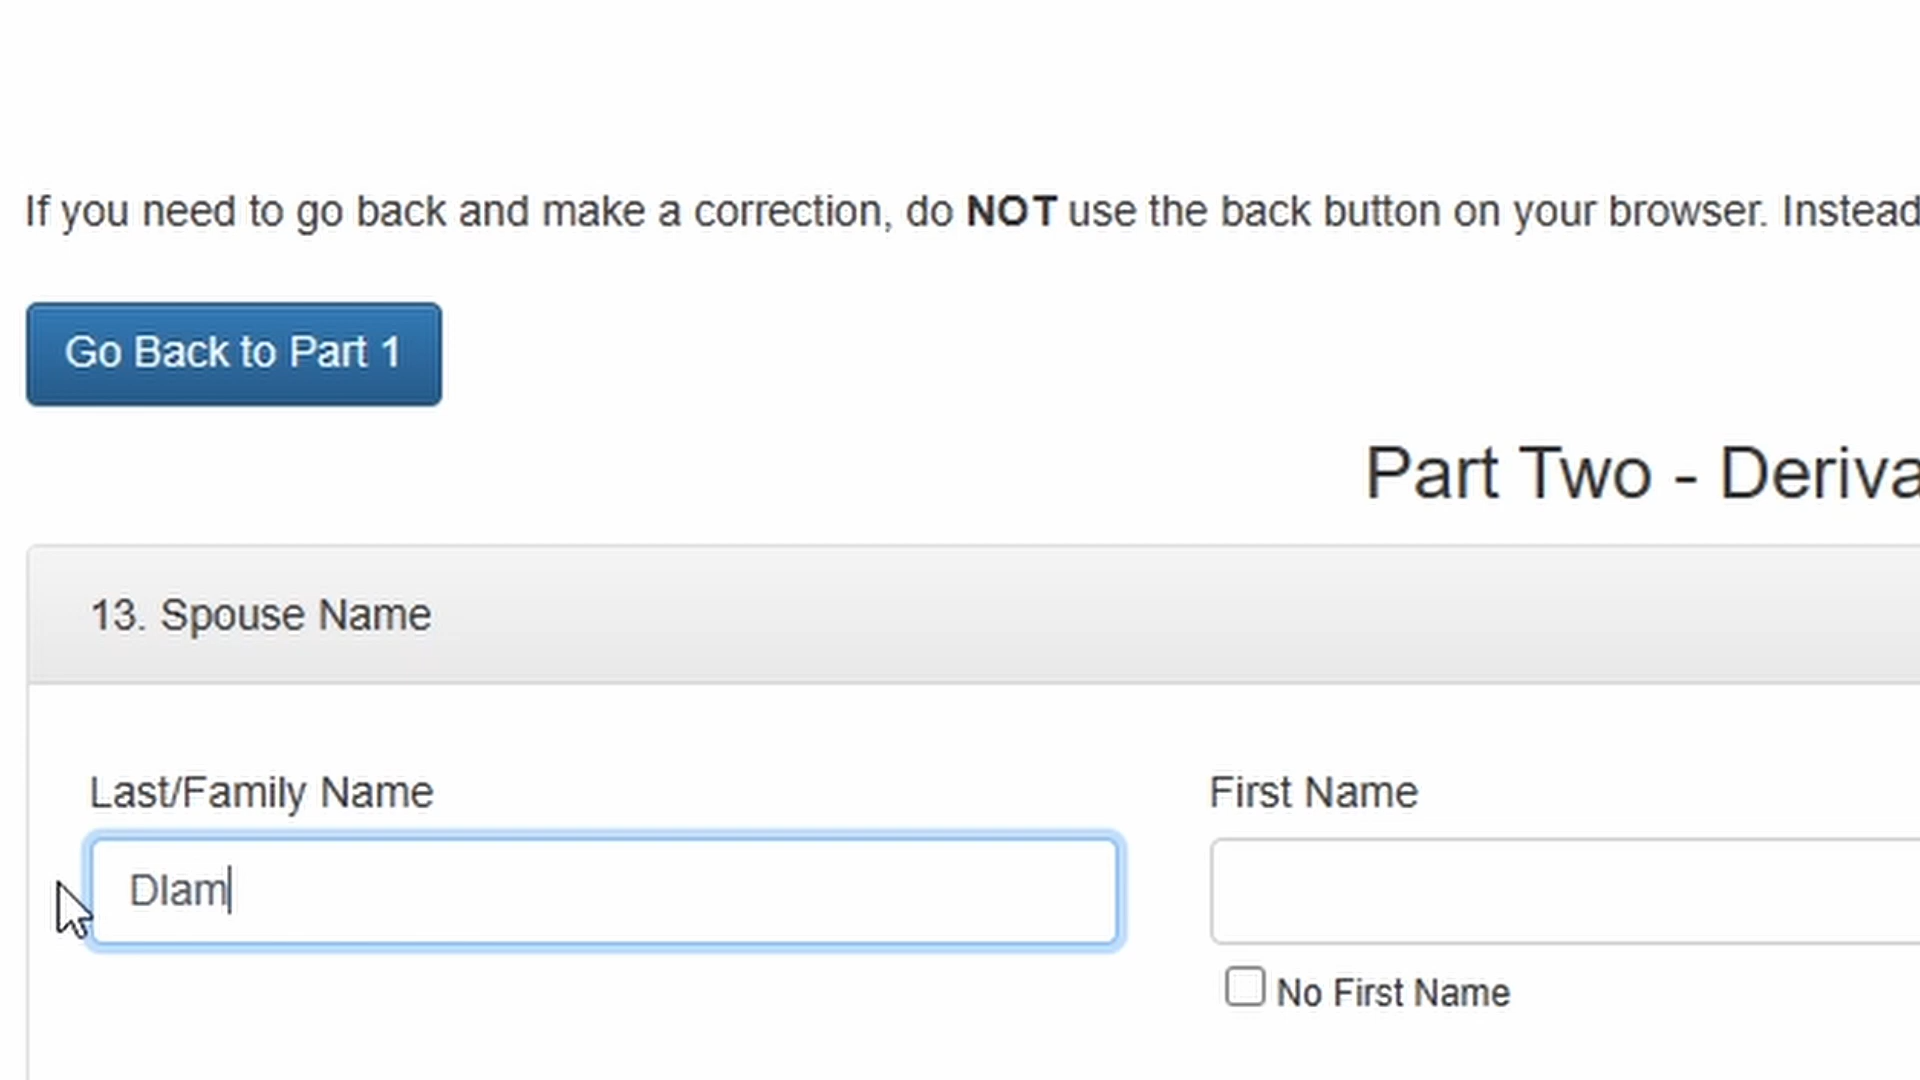 If you need to go back and make a correction, do NOT use the back button on your browser. Instead
Go Back to Part 1
Part Two - Deriva
13. Spouse Name
Last/Family Name
First Name
Dlam
No First Name